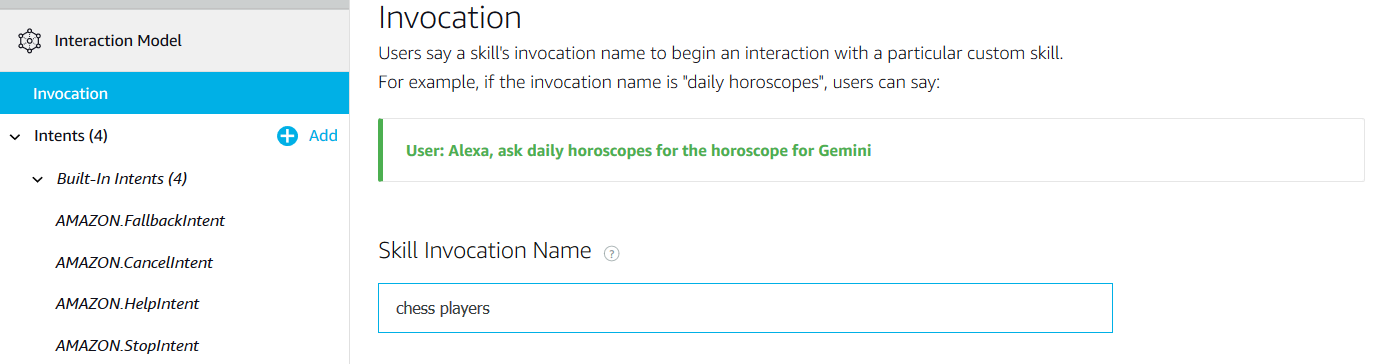 Interaction Model
Invocation
Intents (4)
Add
Built-In Intents (4)
AMAZON.FallbackIntent
AMAZON.CancelIntent
AMAZON.HelpIntent
AMAZON.StopIntent
Invocation
Users say a skill's invocation name to begin an interaction with a particular custom skill.
For example, if the invocation name is "daily horoscopes", users can say:
User: Alexa, ask daily horoscopes for the horoscope for Gemini
Skill Invocation Name ?
chess players